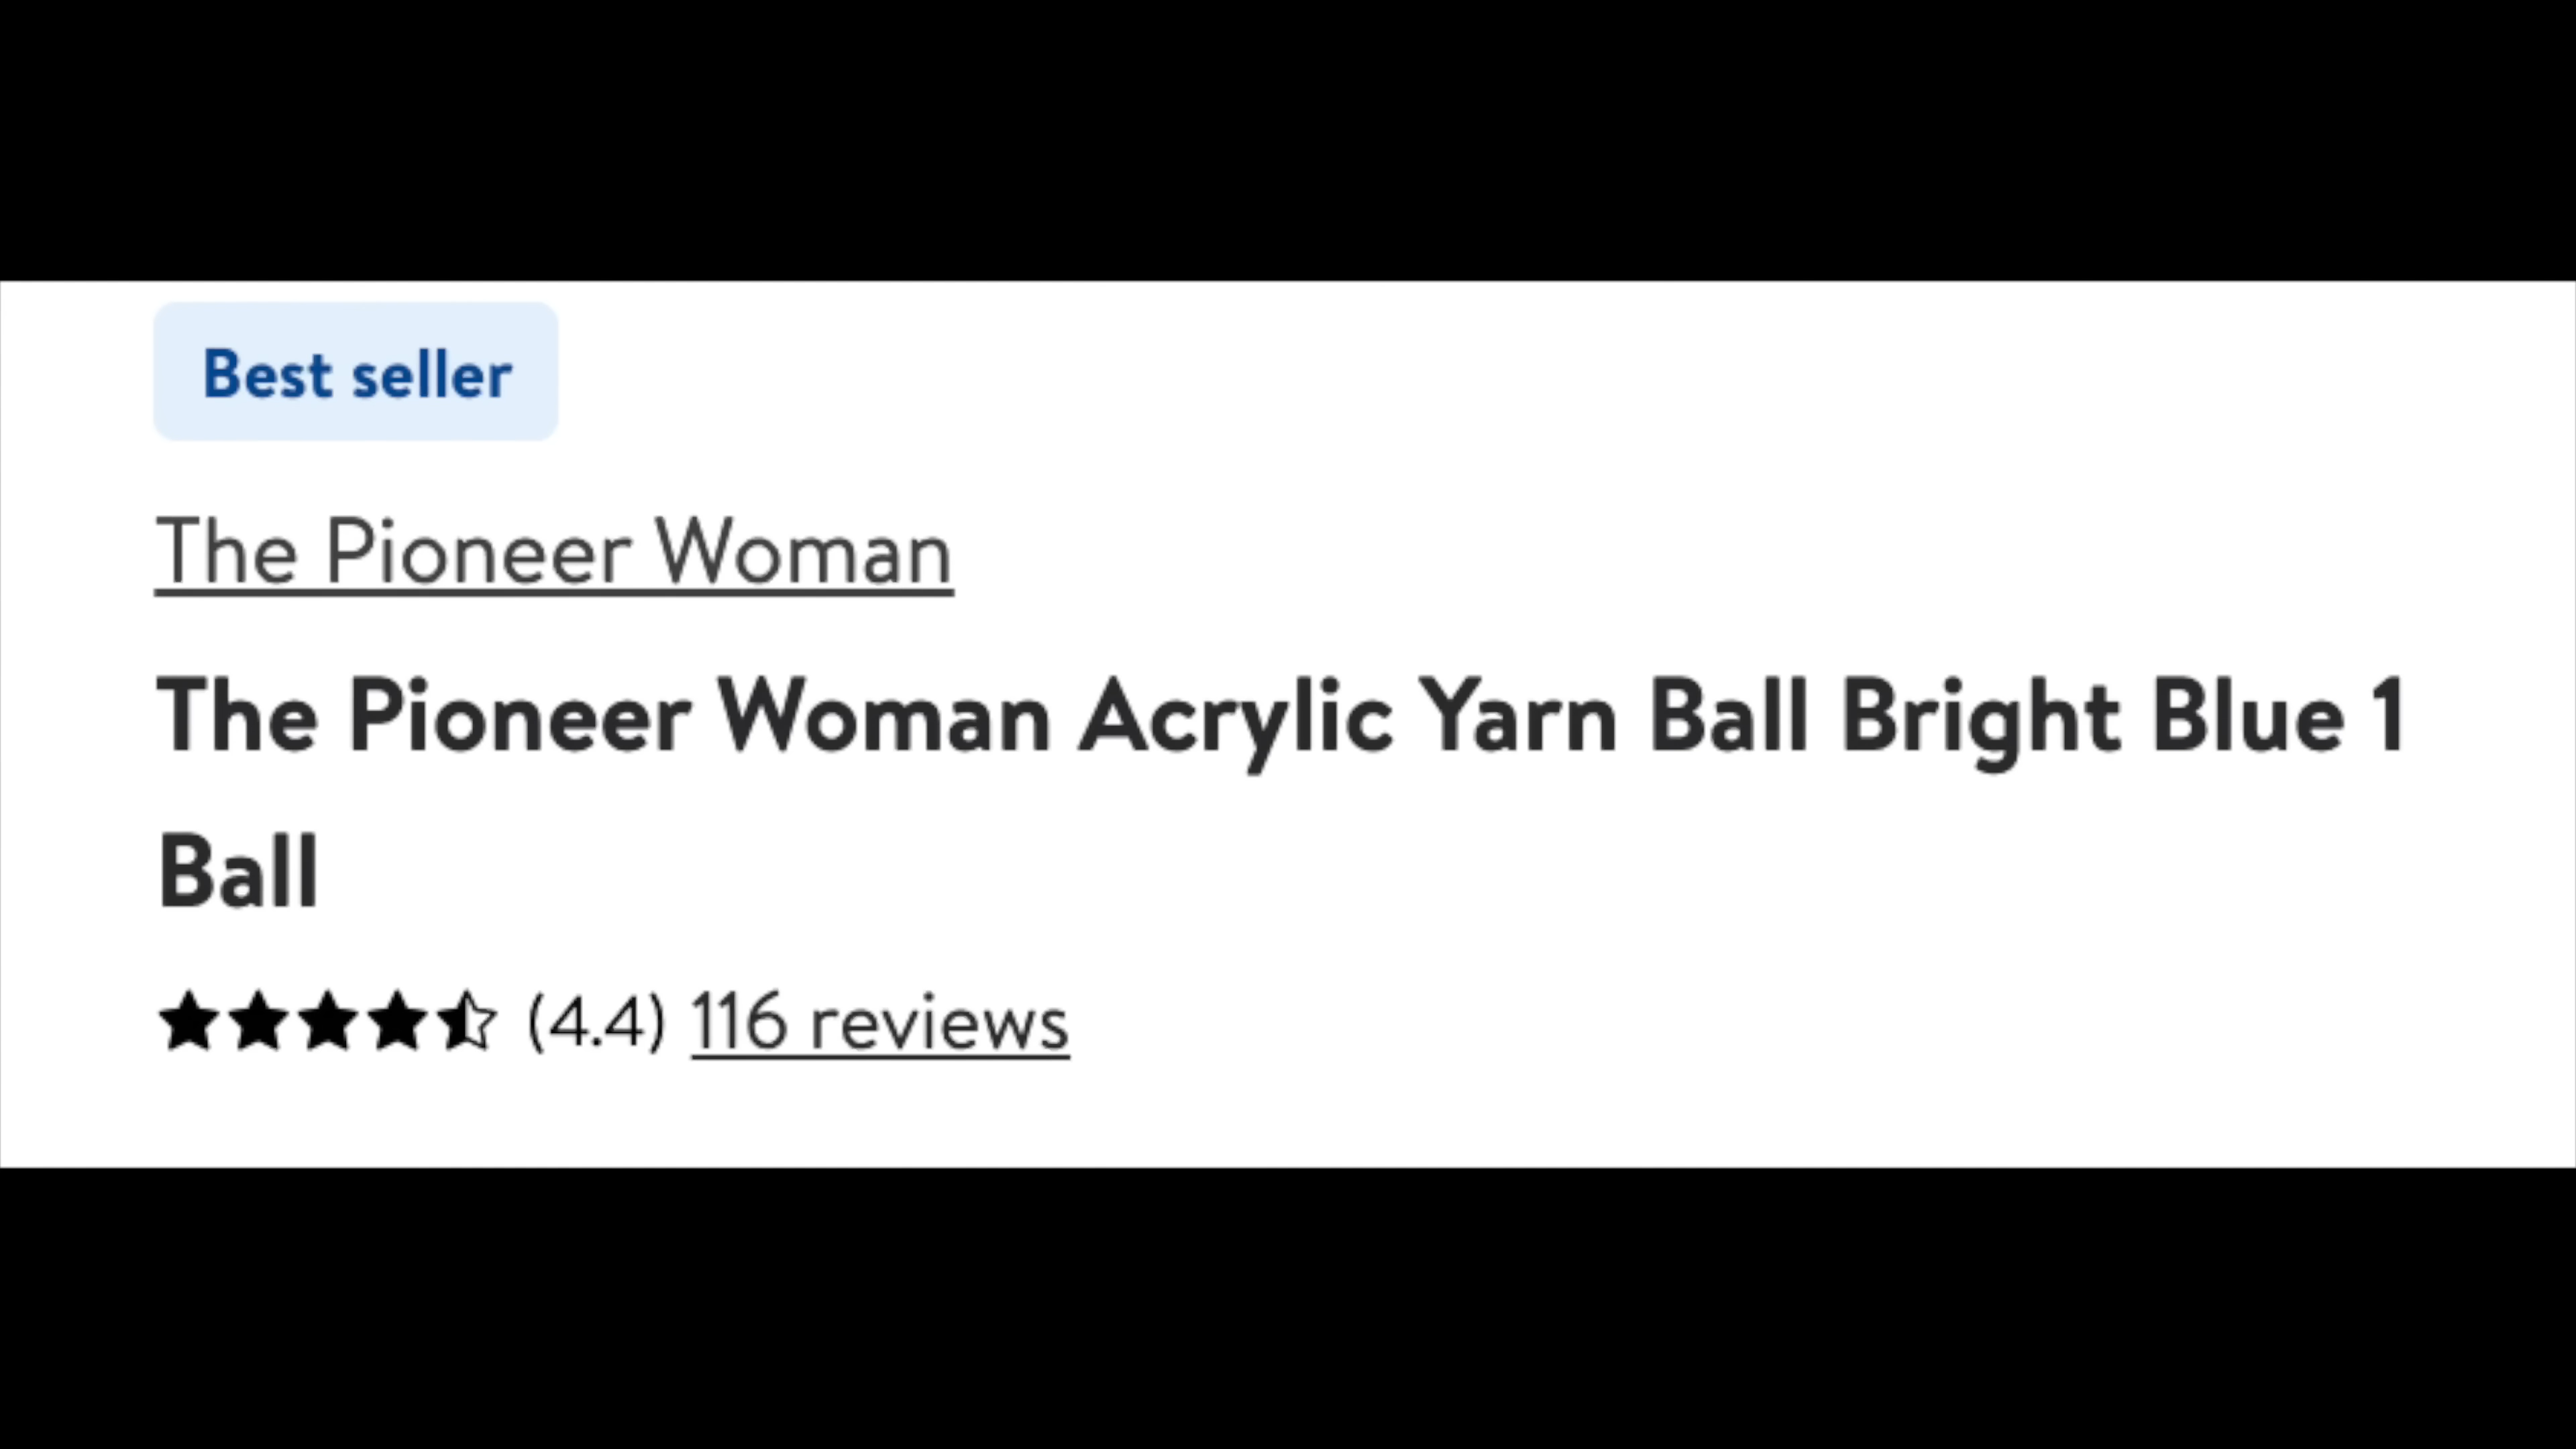 Best seller
The Pioneer Woman
The Pioneer Woman Acrylic Yarn Ball Bright Blue 1
Ball
(4.4) 116 reviews